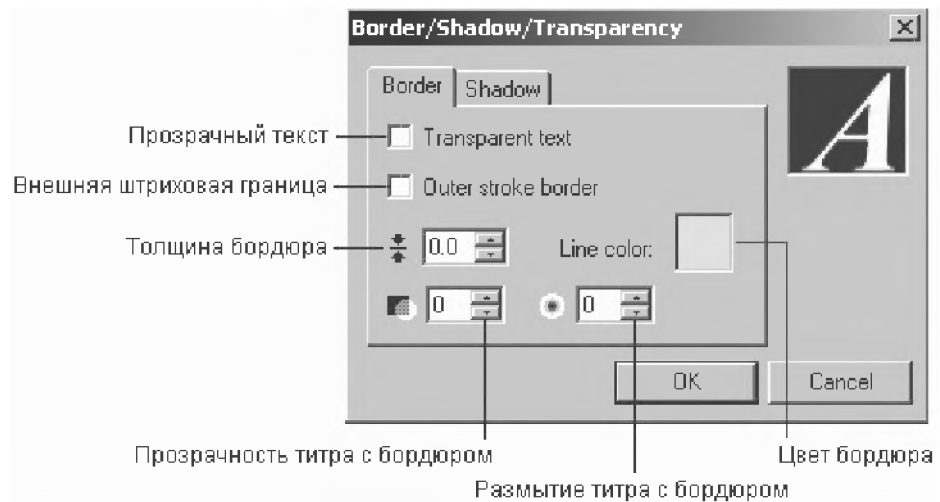 Border/Shadow/Transparency
Border Shadow
Прозрачный текст Transparent text
Внешняя штриховая граница Outer stroke border
Толщина бордюра 0.0 Line color:
0 0
OK Cancel
Прозрачность титра с бордюром Цвет бордюра
Размытие титра с бордюром